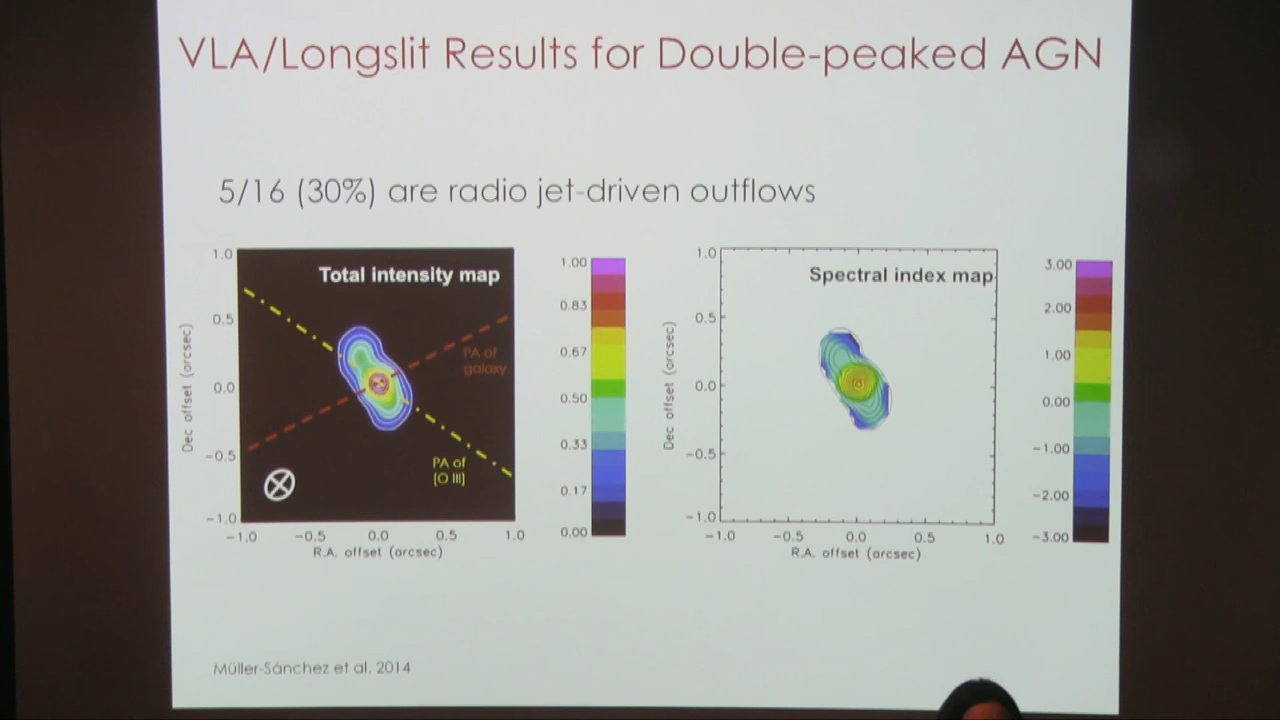 VLA/Longslit Results for Double-peaked AGN
5/16 (30%) are radio jet-driven outflows
Total intensity map
PA of
galaxy
PA of
[O III]
Dec offset (arcsec)
1.0
0.5
0.0
−0.5
−1.0
−1.0 −0.5 0.0 0.5 1.0
R.A. offset (arcsec)
1.00
0.83
0.67
0.50
0.33
0.17
0.00
Spectral index map
Dec offset (arcsec)
1.0
0.5
0.0
−0.5
−1.0
−1.0 −0.5 0.0 0.5 1.0
R.A. offset (arcsec)
3.00
2.00
1.00
0.00
−1.00
−2.00
−3.00
Müller-Sánchez et al. 2014